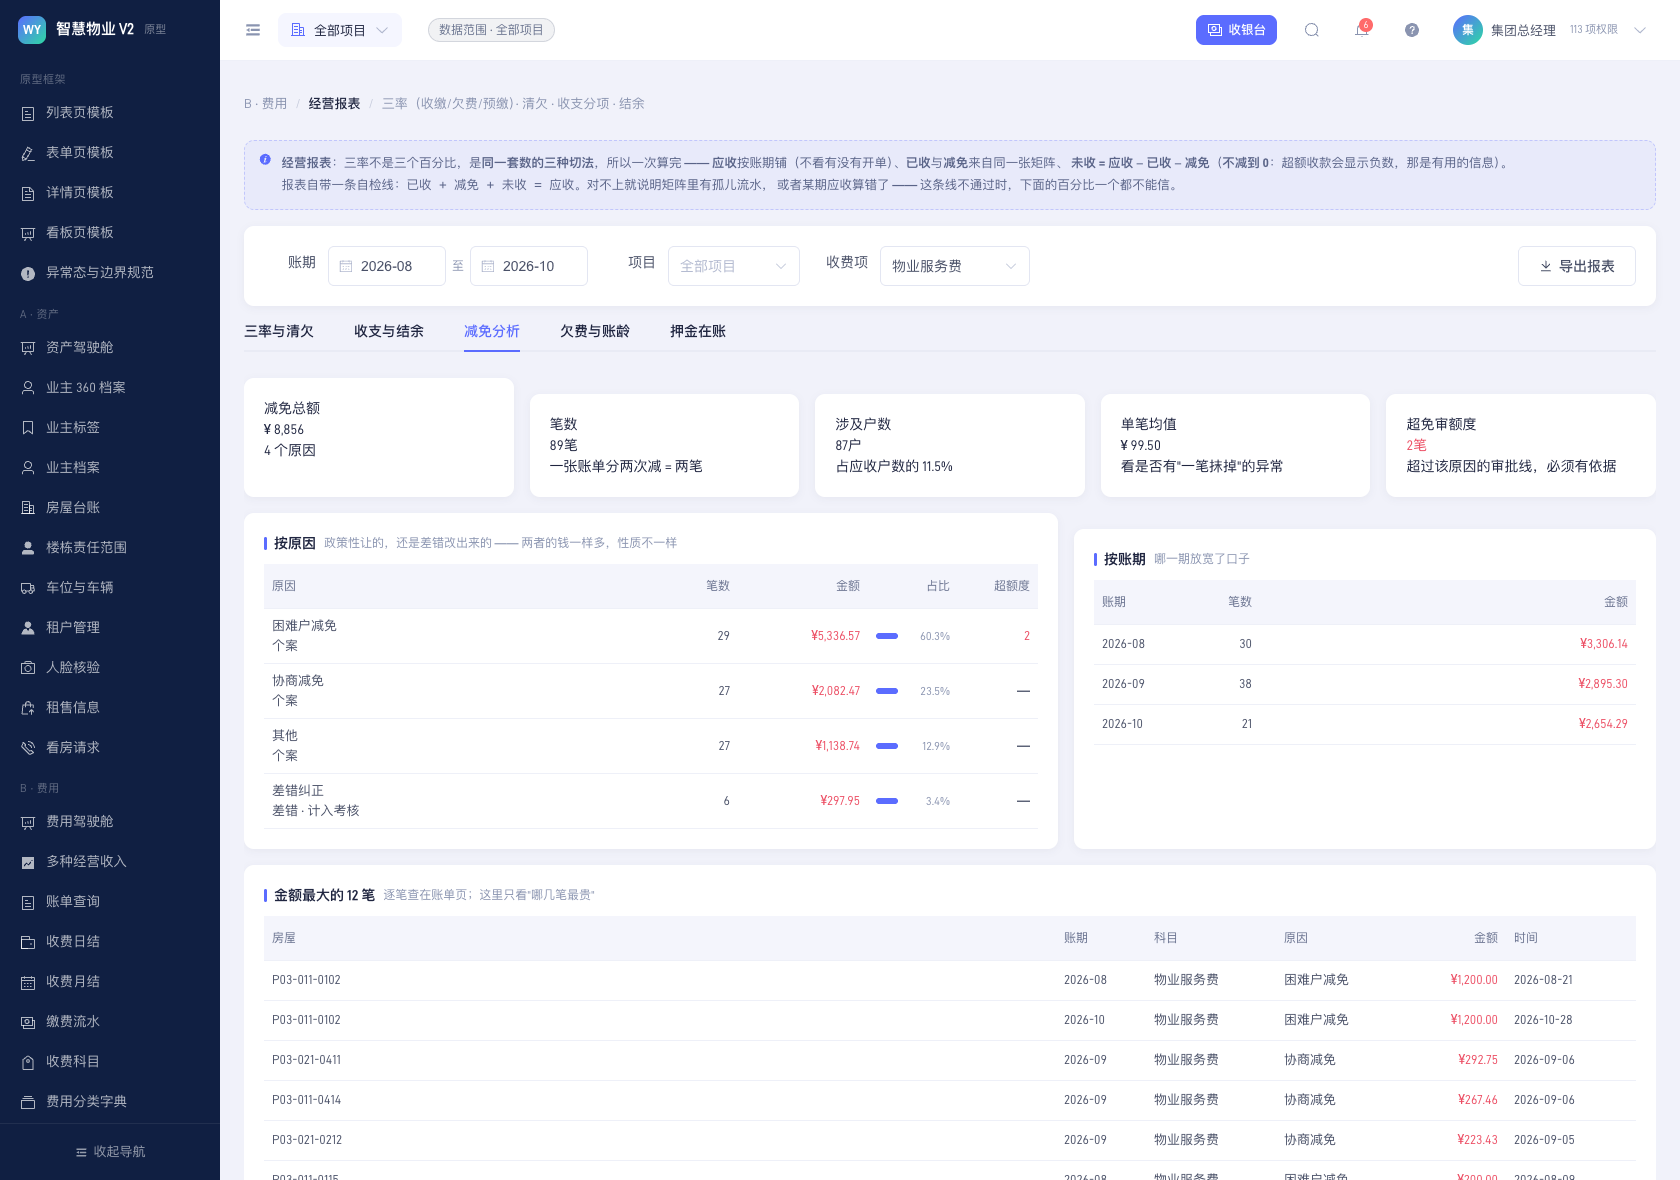 WY 智慧物业 V2 原型
原型框架
列表页模板
表单页模板
详情页模板
看板页模板
异常态与边界规范
A · 资产
资产驾驶舱
业主 360 档案
业主标签
业主档案
房屋台账
楼栋责任范围
车位与车辆
租户管理
人脸核验
租售信息
看房请求
B · 费用
费用驾驶舱
多种经营收入
账单查询
收费日结
收费月结
缴费流水
收费科目
费用分类字典
收起导航
全部项目
数据范围 · 全部项目
收银台
6
集 集团总经理 113 项权限
B · 费用 / 经营报表 / 三率（收缴/欠费/预缴）· 清欠 · 收支分项 · 结余
经营报表：三率不是三个百分比，是同一套数的三种切法，所以一次算完 —— 应收按账期铺（不看有没有开单）、已收与减免来自同一张矩阵、未收 = 应收 − 已收 − 减免（不减到 0：超额收款会显示负数，那是有用的信息）。
报表自带一条自检线：已收 + 减免 + 未收 = 应收。对不上就说明矩阵里有孤儿流水，或者某期应收算错了 —— 这条线不通过时，下面的百分比一个都不能信。
账期 2026-08 至 2026-10 项目 全部项目 收费项 物业服务费 导出报表
三率与清欠 收支与结余 减免分析 欠费与账龄 押金在账
减免总额
¥ 8,856
4 个原因
笔数
89笔
一张账单分两次减 = 两笔
涉及户数
87户
占应收户数的 11.5%
单笔均值
¥ 99.50
看是否有"一笔抹掉"的异常
超免审额度
2笔
超过该原因的审批线，必须有依据
按原因 政策性让的，还是差错改出来的 —— 两者的钱一样多，性质不一样
原因 笔数 金额 占比 超额度
困难户减免
个案 29 ¥5,336.57 60.3% 2
协商减免
个案 27 ¥2,082.47 23.5% —
其他
个案 27 ¥1,138.74 12.9% —
差错纠正
差错 · 计入考核 6 ¥297.95 3.4% —
按账期 哪一期放宽了口子
账期 笔数 金额
2026-08 30 ¥3,306.14
2026-09 38 ¥2,895.30
2026-10 21 ¥2,654.29
金额最大的 12 笔 逐笔查在账单页；这里只看"哪几笔最贵"
房屋 账期 科目 原因 金额 时间
P03-011-0102 2026-08 物业服务费 困难户减免 ¥1,200.00 2026-08-21
P03-011-0102 2026-10 物业服务费 困难户减免 ¥1,200.00 2026-10-28
P03-021-0411 2026-09 物业服务费 协商减免 ¥292.75 2026-09-06
P03-011-0414 2026-09 物业服务费 协商减免 ¥267.46 2026-09-06
P03-021-0212 2026-09 物业服务费 协商减免 ¥223.43 2026-09-05
P03-011-0115 2026-08 物业服务费 困难户减免 ¥200.00 2026-08-09